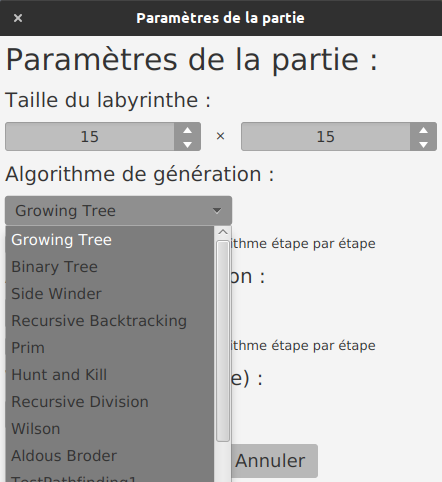 Paramètres de la partie
Paramètres de la partie :
Taille du labyrinthe :
15 × 15
Algorithme de génération :
Growing Tree
Growing Tree
ithme étape par étape
Binary Tree
on :
Side Winder
Recursive Backtracking
Prim
ithme étape par étape
Hunt and Kill
e) :
Recursive Division
Wilson
Aldous Broder
Annuler
TestPathfinding1